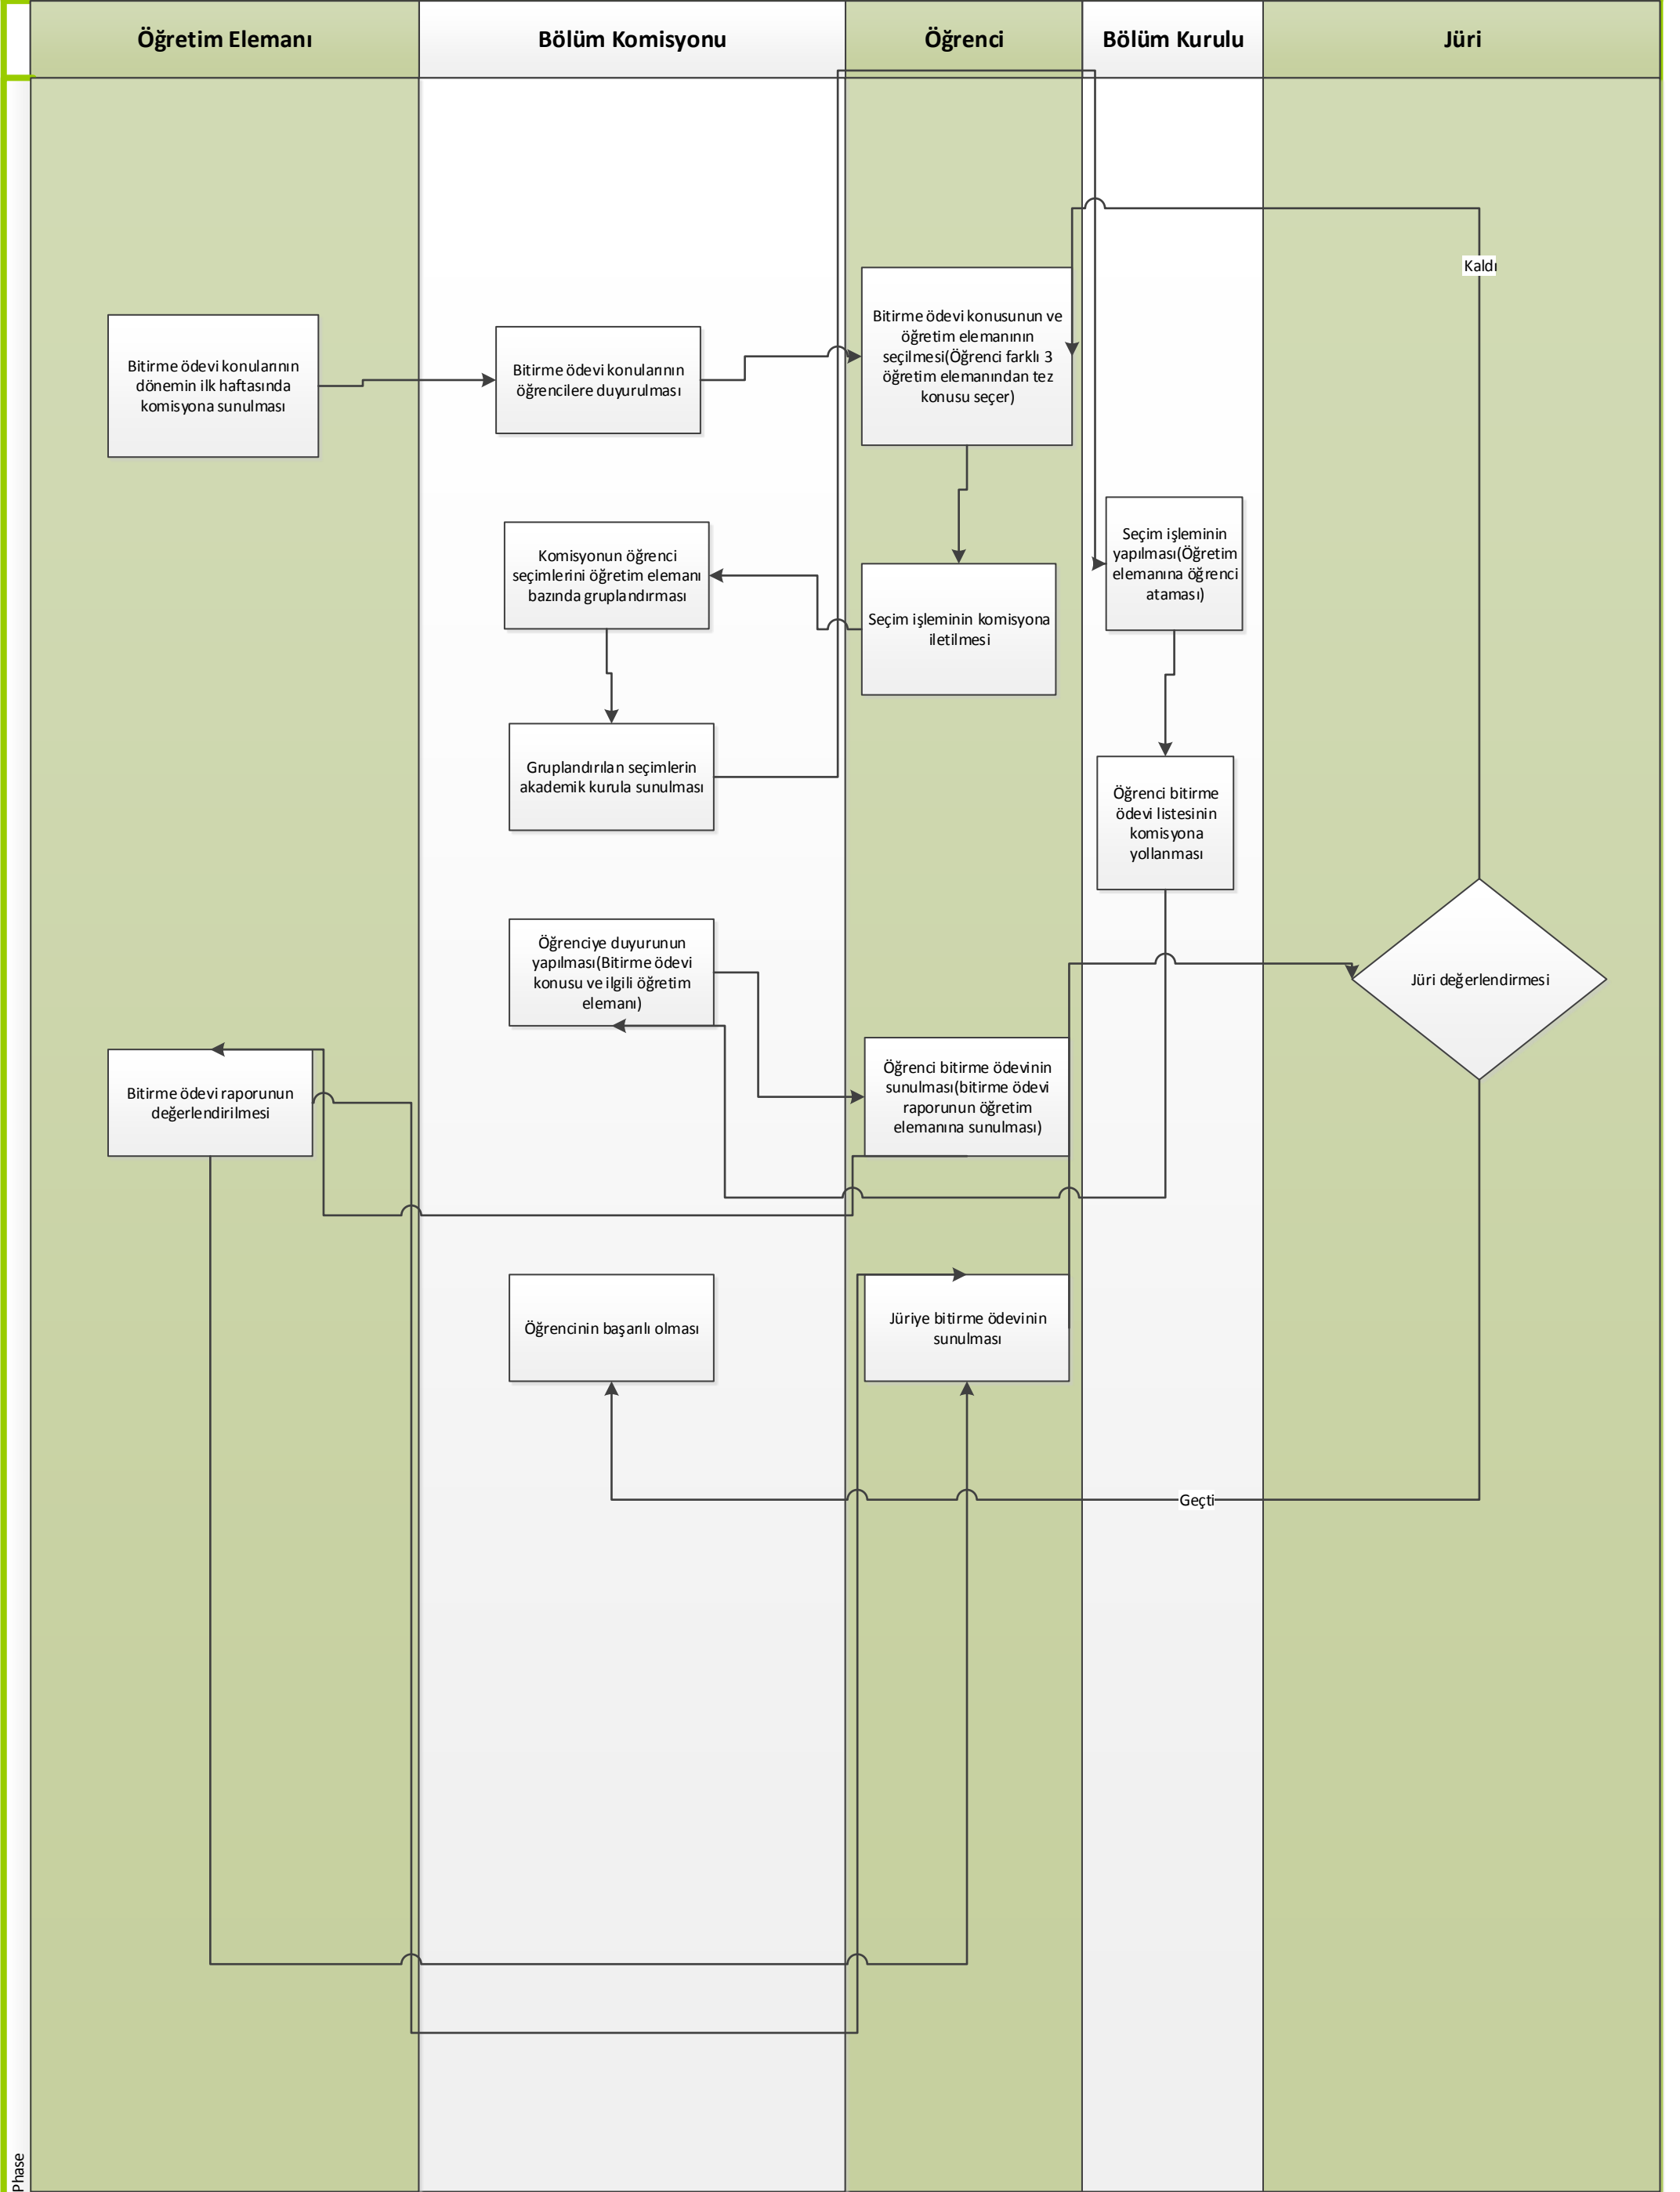 Öğretim Elemanı
Bölüm Komisyonu
Öğrenci
Bölüm Kurulu
Jüri
Kaldı
Bitirme ödevi konularının
dönemin ilk haftasında
komisyona sunulması
Bitirme ödevi konularının
öğrencilere duyurulması
Bitirme ödevi konusunun ve
öğretim elemanının
seçilmesi(Öğrenci farklı 3
öğretim elemanından tez
konusu seçer)
Komisyonun öğrenci
seçimlerini öğretim elemanı
bazında gruplandırması
Seçim işleminin komisyona
iletilmesi
Seçim işleminin
yapılması(Öğretim
elemanına öğrenci
ataması)
Gruplandırılan seçimlerin
akademik kurula sunulması
Öğrenci bitirme
ödevi listesinin
komisyona
yollanması
Öğrenciye duyurunun
yapılması(Bitirme ödevi
konusu ve ilgili öğretim
elemanı)
Jüri değerlendirmesi
Bitirme ödevi raporunun
değerlendirilmesi
Öğrenci bitirme ödevinin
sunulması(bitirme ödevi
raporunun öğretim
elemanına sunulması)
Öğrencinin başarılı olması
Jüriye bitirme ödevinin
sunulması
Geçti
Phase